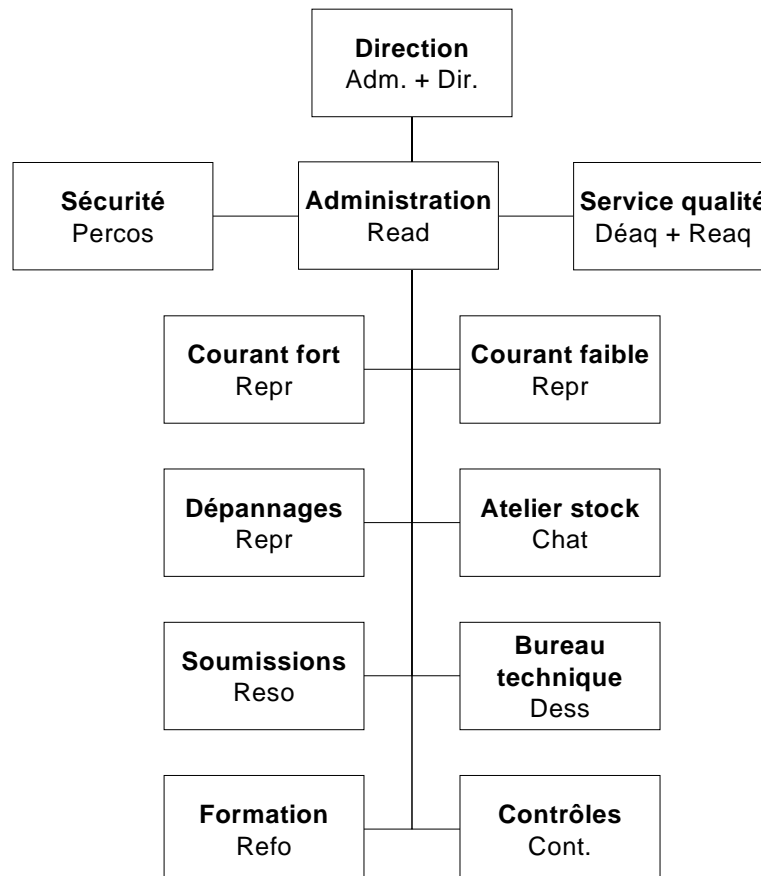 Direction
Adm. + Dir.
Sécurité
Percos
Administration
Read
Service qualité
Déaq + Reaq
Courant fort
Repr
Courant faible
Repr
Dépannages
Repr
Atelier stock
Chat
Soumissions
Reso
Bureau
technique
Dess
Formation
Refo
Contrôles
Cont.